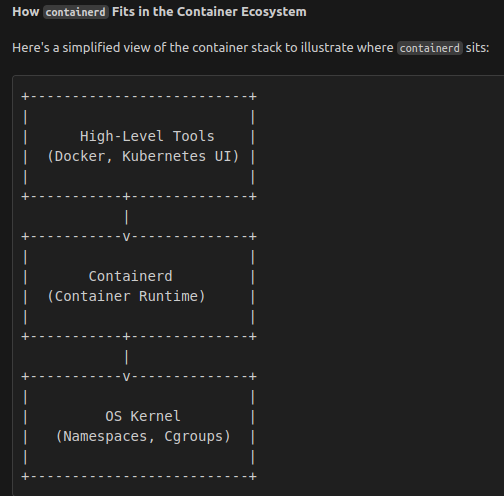 How containerd Fits in the Container Ecosystem
Here's a simplified view of the container stack to illustrate where containerd sits:
+--------------------------+
|                          |
|      High-Level Tools    |
|  (Docker, Kubernetes UI) |
|                          |
+-----------+--------------+
            |
+-----------v--------------+
|                          |
|       Containerd         |
|  (Container Runtime)     |
|                          |
+-----------+--------------+
            |
+-----------v--------------+
|                          |
|         OS Kernel        |
|   (Namespaces, Cgroups)  |
|                          |
+--------------------------+